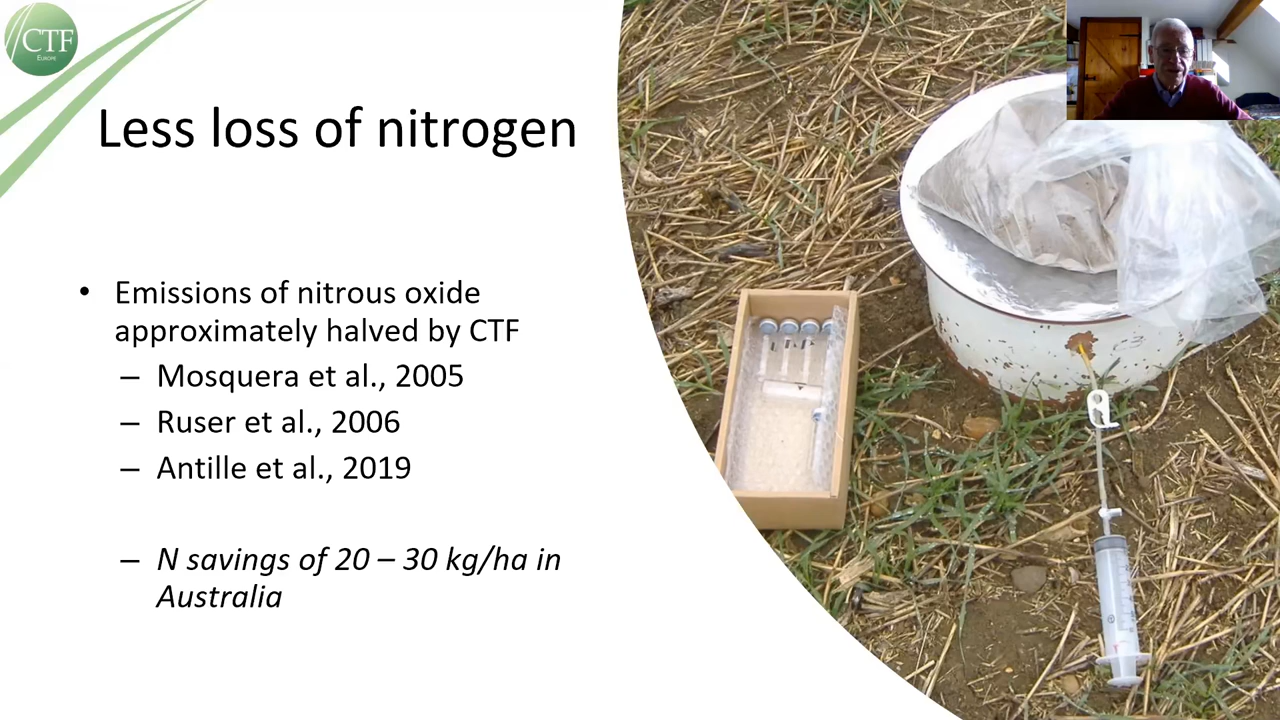 CTF
EUROPE
Less loss of nitrogen
• Emissions of nitrous oxide
approximately halved by CTF
– Mosquera et al., 2005
– Ruser et al., 2006
– Antille et al., 2019
– N savings of 20 – 30 kg/ha in
Australia